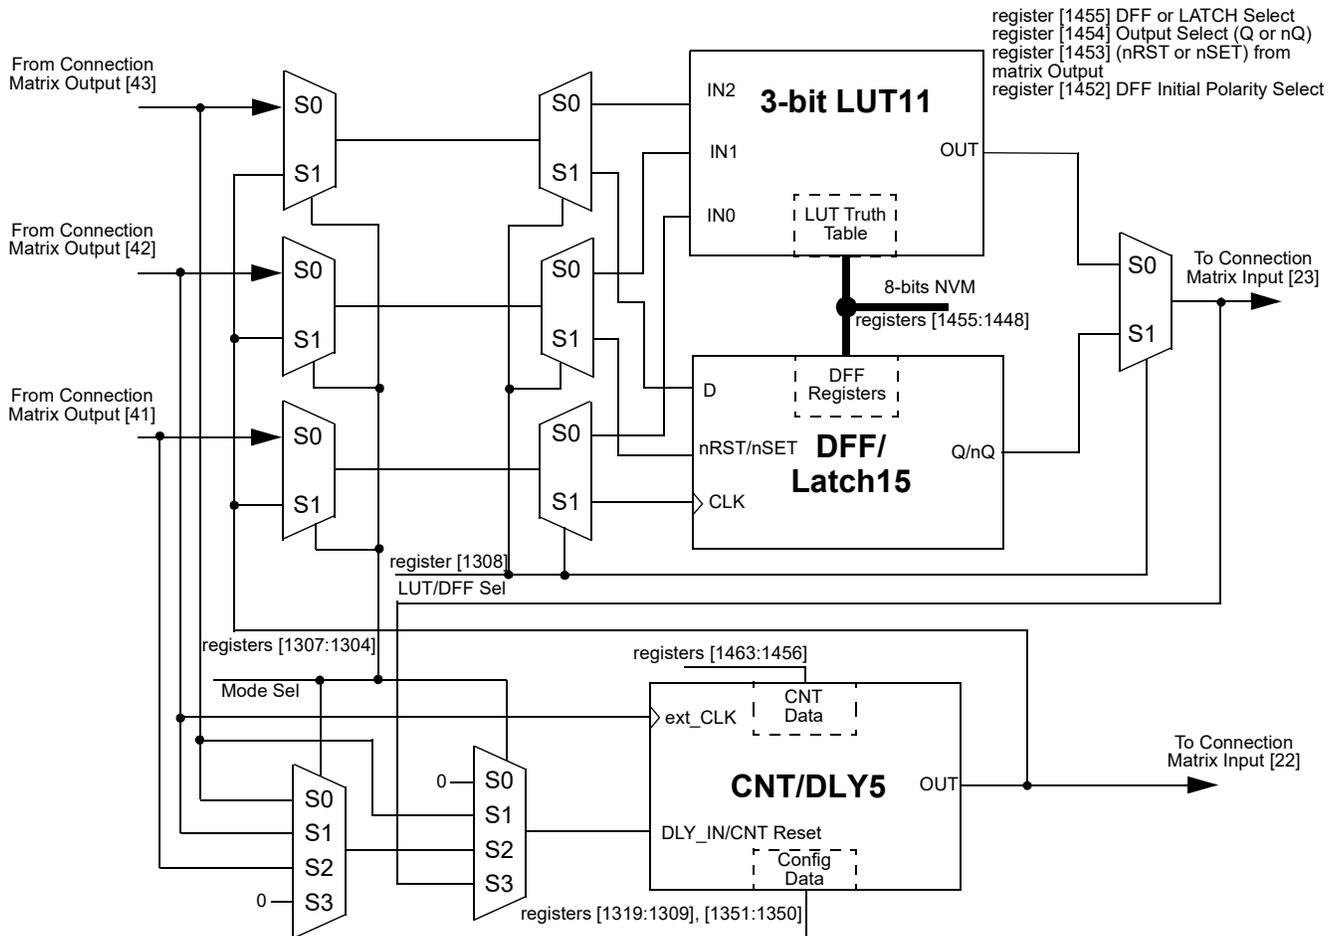 register [1455] DFF or LATCH Select
register [1454] Output Select (Q or nQ)
register [1453] (nRST or nSET) from
matrix Output
register [1452] DFF Initial Polarity Select
From Connection
Matrix Output [43]
S0
S1
S0
S1
IN2
IN1
IN0
3-bit LUT11
OUT
LUT Truth
Table
From Connection
Matrix Output [42]
S0
S1
S0
S1
8-bits NVM
registers [1455:1448]
S0
S1
To Connection
Matrix Input [23]
From Connection
Matrix Output [41]
S0
S1
S0
S1
DFF
Registers
D
nRST/nSET
CLK
DFF/
Latch15
Q/nQ
register [1308]
LUT/DFF Sel
registers [1307:1304]
Mode Sel
registers [1463:1456]
CNT
Data
ext_CLK
CNT/DLY5
OUT
To Connection
Matrix Input [22]
DLY_IN/CNT Reset
Config
Data
0
S0
S1
S2
S3
S0
S1
S2
0
S3
registers [1319:1309], [1351:1350]